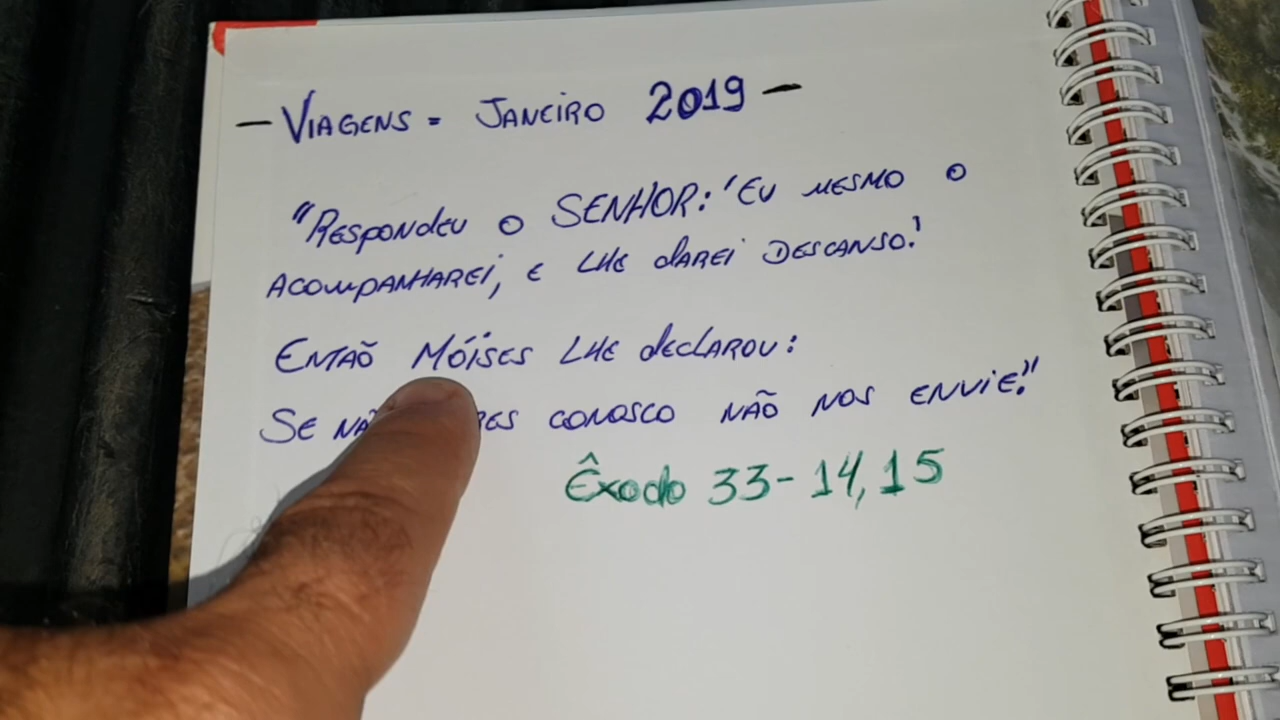 — VIAGENS = JANEIRO 2019 —
"RESPONDEU O SENHOR: 'EU MESMO O
ACOMPANHAREI, E LHE DAREI DESCANSO.'
ENTÃO MÓISES LHE DECLAROU:
SE CONOSCO NÃO NOS ENVIE."
Êxodo 33-14,15